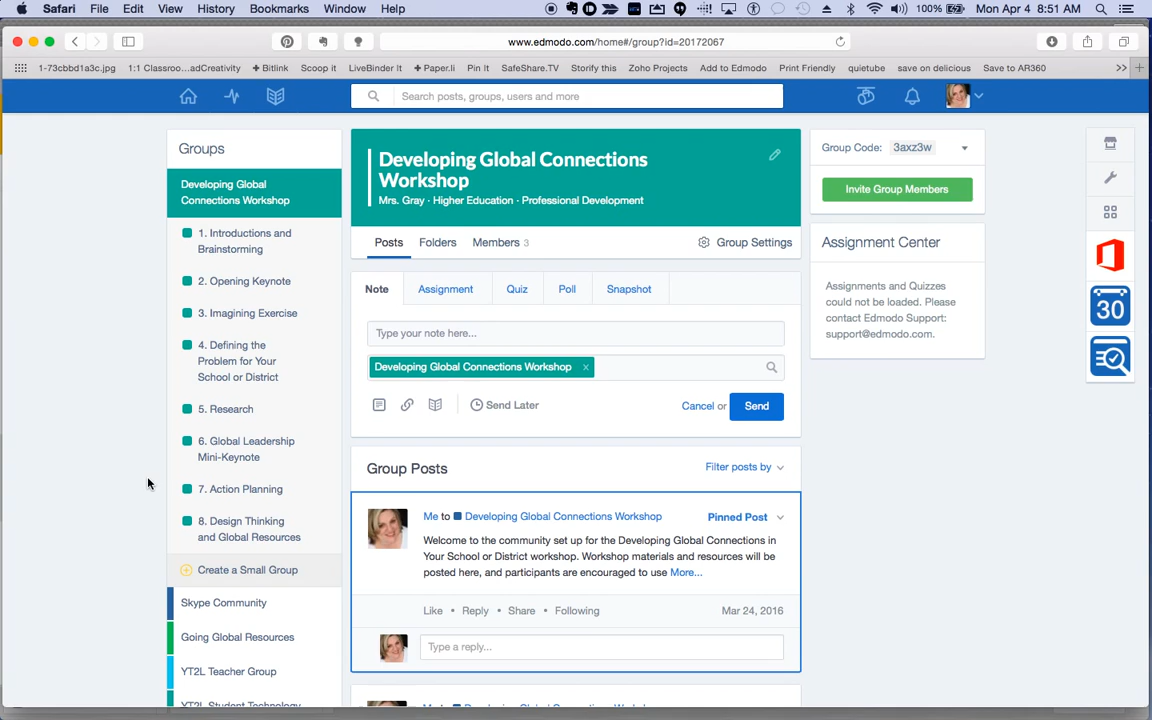 Safari File Edit View History Bookmarks Window Help 100% Mon Apr 4 8:51 AM
www.edmodo.com/home#/group?id=20172067
1-73cbbd1a3c.jpg 1:1 Classroo...adCreativity + Bitlink Scoop it LiveBinder It + Paper.li Pin It SafeShare.TV Storify this Zoho Projects Add to Edmodo Print Friendly quietube save on delicious Save to AR360 >> +
Search posts, groups, users and more
Groups
Developing Global
Connections Workshop
1. Introductions and
Brainstorming
2. Opening Keynote
3. Imagining Exercise
4. Defining the
Problem for Your
School or District
5. Research
6. Global Leadership
Mini-Keynote
7. Action Planning
8. Design Thinking
and Global Resources
Create a Small Group
Skype Community
Going Global Resources
YT2L Teacher Group
YT2L Student Technology
Developing Global Connections
Workshop
Mrs. Gray · Higher Education · Professional Development
Posts Folders Members 3 Group Settings
Note Assignment Quiz Poll Snapshot
Type your note here...
Developing Global Connections Workshop x
Send Later Cancel or Send
Group Posts Filter posts by
Me to Developing Global Connections Workshop Pinned Post
Welcome to the community set up for the Developing Global Connections in
Your School or District workshop. Workshop materials and resources will be
posted here, and participants are encouraged to use More...
Like • Reply • Share • Following Mar 24, 2016
Type a reply...
Group Code: 3axz3w
Invite Group Members
Assignment Center
Assignments and Quizzes
could not be loaded. Please
contact Edmodo Support:
support@edmodo.com.
30